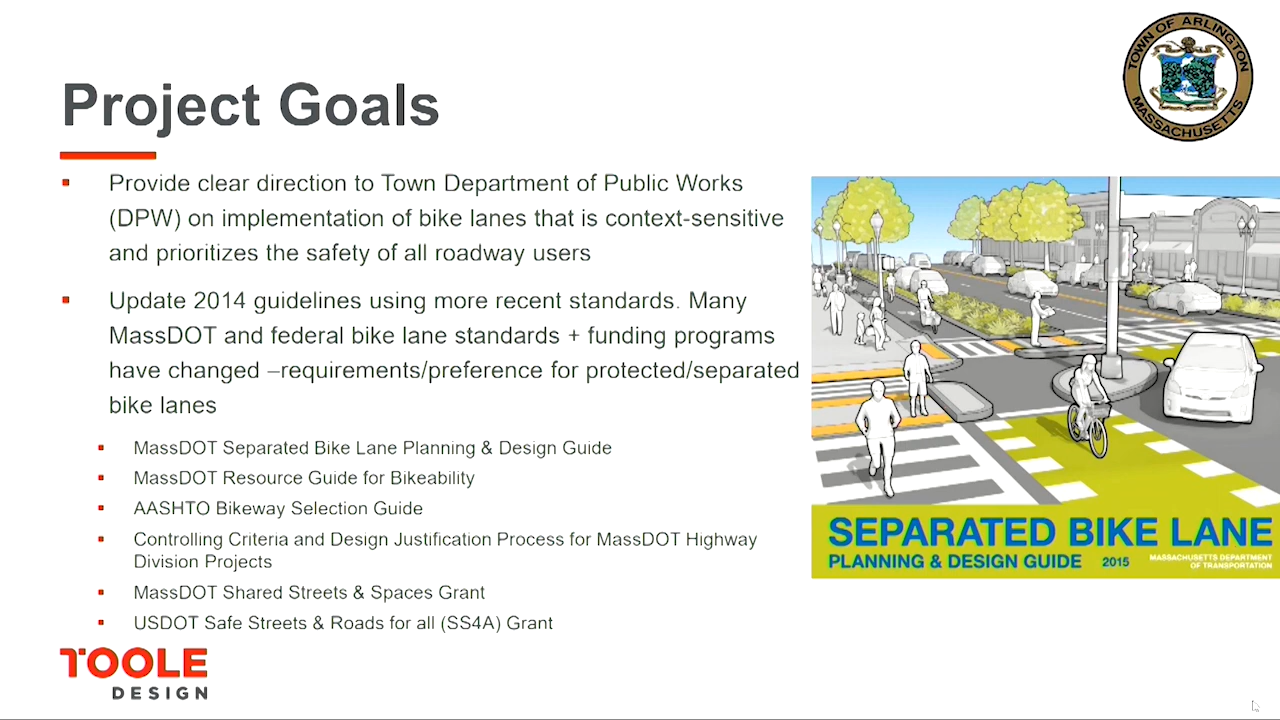 TOWN OF ARLINGTON
MASSACHUSETTS
Project Goals
Provide clear direction to Town Department of Public Works
(DPW) on implementation of bike lanes that is context-sensitive
and prioritizes the safety of all roadway users
Update 2014 guidelines using more recent standards. Many
MassDOT and federal bike lane standards + funding programs
have changed –requirements/preference for protected/separated
bike lanes
MassDOT Separated Bike Lane Planning & Design Guide
MassDOT Resource Guide for Bikeability
AASHTO Bikeway Selection Guide
Controlling Criteria and Design Justification Process for MassDOT Highway
Division Projects
MassDOT Shared Streets & Spaces Grant
USDOT Safe Streets & Roads for all (SS4A) Grant
SEPARATED BIKE LANE
PLANNING & DESIGN GUIDE 2015
MASSACHUSETTS DEPARTMENT
OF TRANSPORTATION
TOOLE
DESIGN